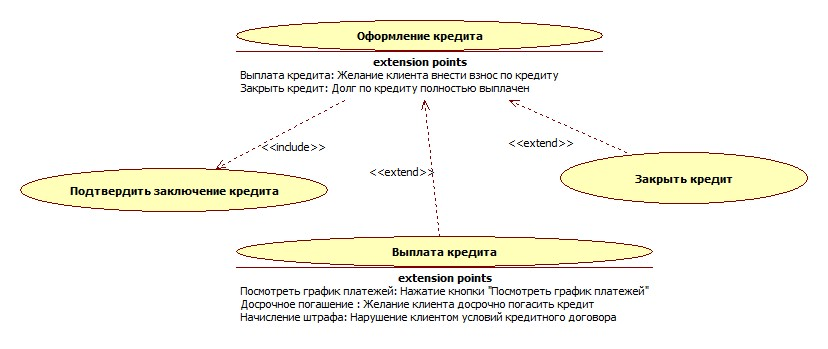 Оформление кредита
extension points
Выплата кредита: Желание клиента внести взнос по кредиту
Закрыть кредит: Долг по кредиту полностью выплачен
<<include>>
<<extend>>
<<extend>>
Подтвердить заключение кредита
Закрыть кредит
Выплата кредита
extension points
Посмотреть график платежей: Нажатие кнопки "Посмотреть график платежей"
Досрочное погашение : Желание клиента досрочно погасить кредит
Начисление штрафа: Нарушение клиентом условий кредитного договора